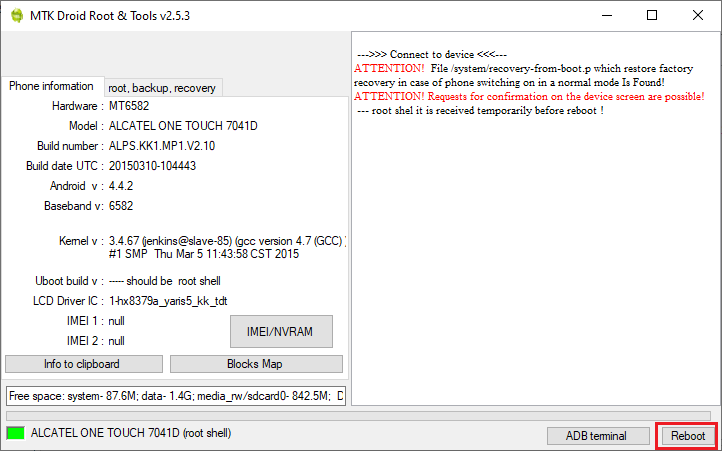 MTK Droid Root & Tools v2.5.3
Phone information
root, backup, recovery
Hardware : MT6582
Model : ALCATEL ONE TOUCH 7041D
Build number : ALPS.KK1.MP1.V2.10
Build date UTC : 20150310-104443
Android v : 4.4.2
Baseband v: 6582
Kernel v : 3.4.67 (jenkins@slave-85) (gcc version 4.7 (GCC) )
#1 SMP Thu Mar 5 11:43:58 CST 2015
Uboot build v : ----- should be root shell
LCD Driver IC : 1-hx8379a_yaris5_kk_tdt
IMEI 1 : null
IMEI 2 : null
IMEI/NVRAM
Info to clipboard
Blocks Map
Free space: system- 87.6M; data- 1.4G; media_rw/sdcard0- 842.5M; D
--->>> Connect to device <<<---
ATTENTION! File /system/recovery-from-boot.p which restore factory
recovery in case of phone switching on in a normal mode Is Found!
ATTENTION! Requests for confirmation on the device screen are possible!
--- root shel it is received temporarily before reboot !
ALCATEL ONE TOUCH 7041D (root shell)
ADB terminal
Reboot